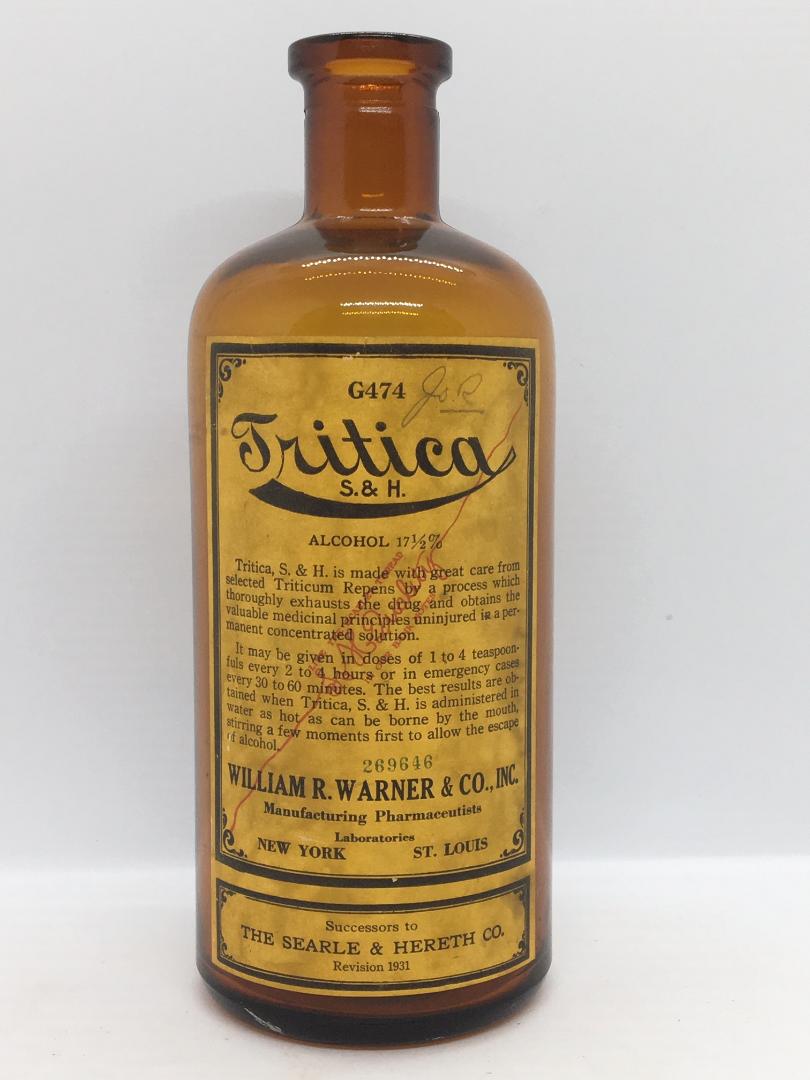 G474
Jo.R
Tritica
S. & H.
ALCOHOL 17½%
Tritica, S. & H. is made with great care from
selected Triticum Repens by a process which
thoroughly exhausts the drug and obtains the
valuable medicinal principles uninjured in a per-
manent concentrated solution.
It may be given in doses of 1 to 4 teaspoon-
fuls every 2 to 4 hours or in emergency cases
every 30 to 60 minutes. The best results are ob-
tained when Tritica, S. & H. is administered in
water as hot as can be borne by the mouth,
stirring a few moments first to allow the escape
of alcohol.
269646
WILLIAM R. WARNER & CO., INC.
Manufacturing Pharmaceutists
Laboratories
NEW YORK ST. LOUIS
Successors to
THE SEARLE & HERETH CO.
Revision 1931